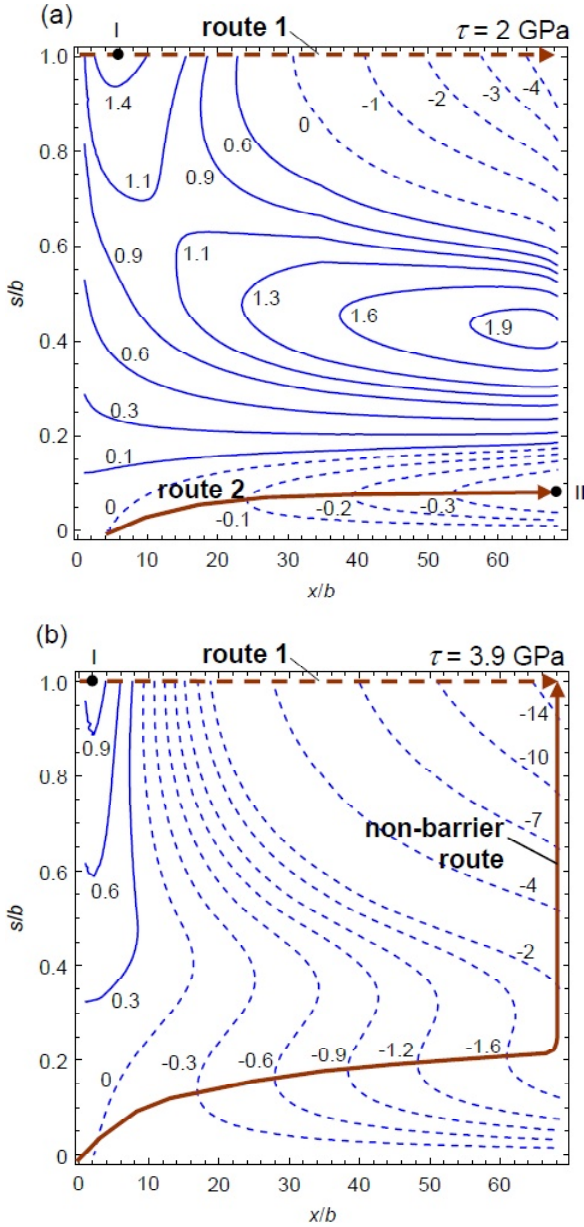 (a)
I
route 1
τ = 2 GPa
1.0
0.8
0.6
0.4
0.2
0
s/b
1.4
1.1
0.9
0.6
0
-1
-2
-3
-4
0.9
1.1
1.3
1.6
1.9
0.6
0.3
0.1
0
route 2
-0.1
-0.2
-0.3
II
0 10 20 30 40 50 60
x/b
(b)
I
route 1
τ = 3.9 GPa
1.0
0.8
0.6
0.4
0.2
0
s/b
0.9
0.6
0.3
0
-0.3
-0.6
-0.9
-1.2
-1.6
-2
-4
-7
-10
-14
non-barrier
route
0 10 20 30 40 50 60
x/b